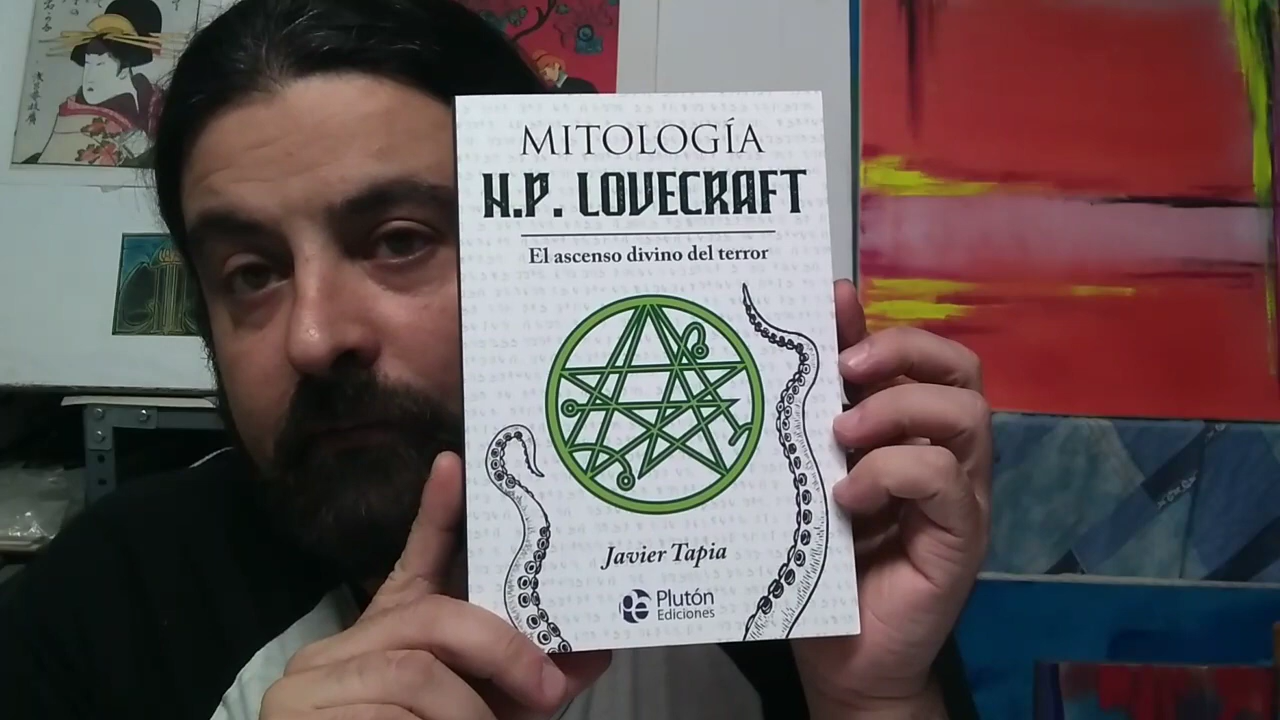 MITOLOGÍA
H.P. LOVECRAFT
El ascenso divino del terror
Javier Tapia
Plutón
Ediciones